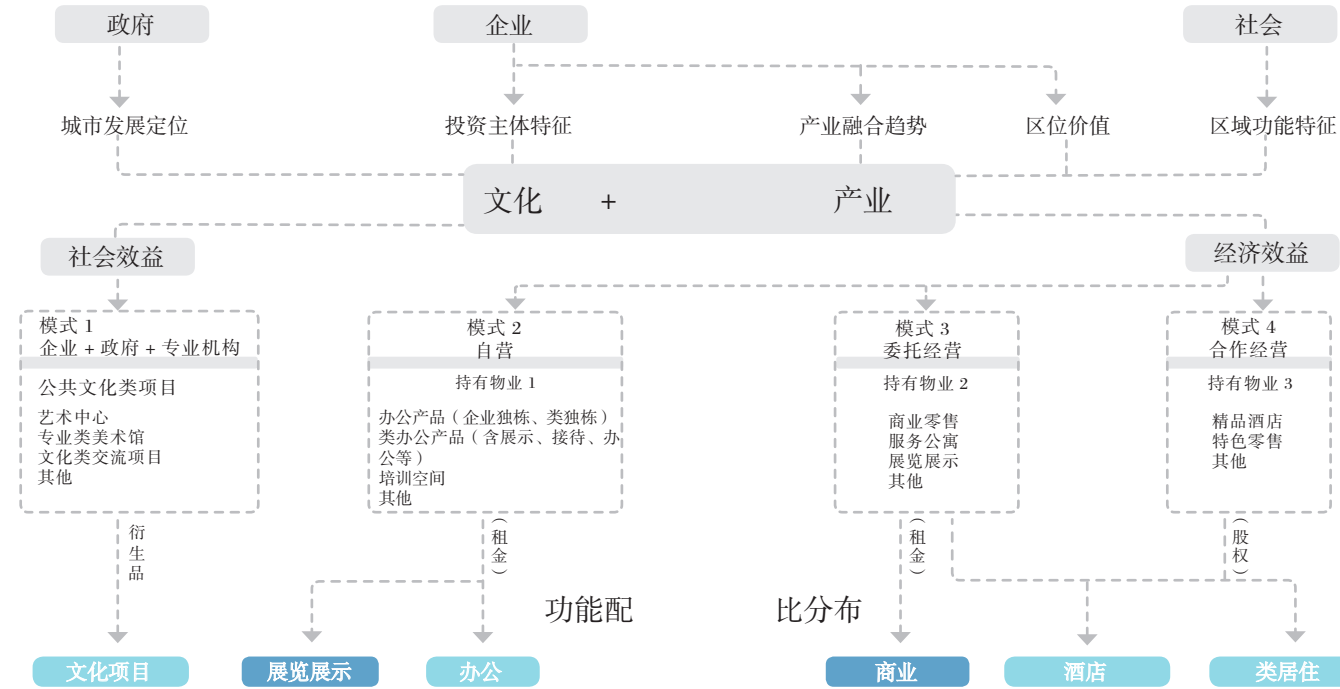 政府
企业
社会
城市发展定位
投资主体特征
产业融合趋势
区位价值
区域功能特征
文化 + 产业
社会效益
经济效益
模式 1
企业 + 政府 + 专业机构
公共文化类项目
艺术中心
专业类美术馆
文化类交流项目
其他
模式 2
自营
持有物业 1
办公产品（企业独栋、类独栋）
类办公产品（含展示、接待、办
公等）
培训空间
其他
模式 3
委托经营
持有物业 2
商业零售
服务公寓
展览展示
其他
模式 4
合作经营
持有物业 3
精品酒店
特色零售
其他
衍生品
（租金）
（租金）
（股权）
功能配 比分布
文化项目
展览展示
办公
商业
酒店
类居住